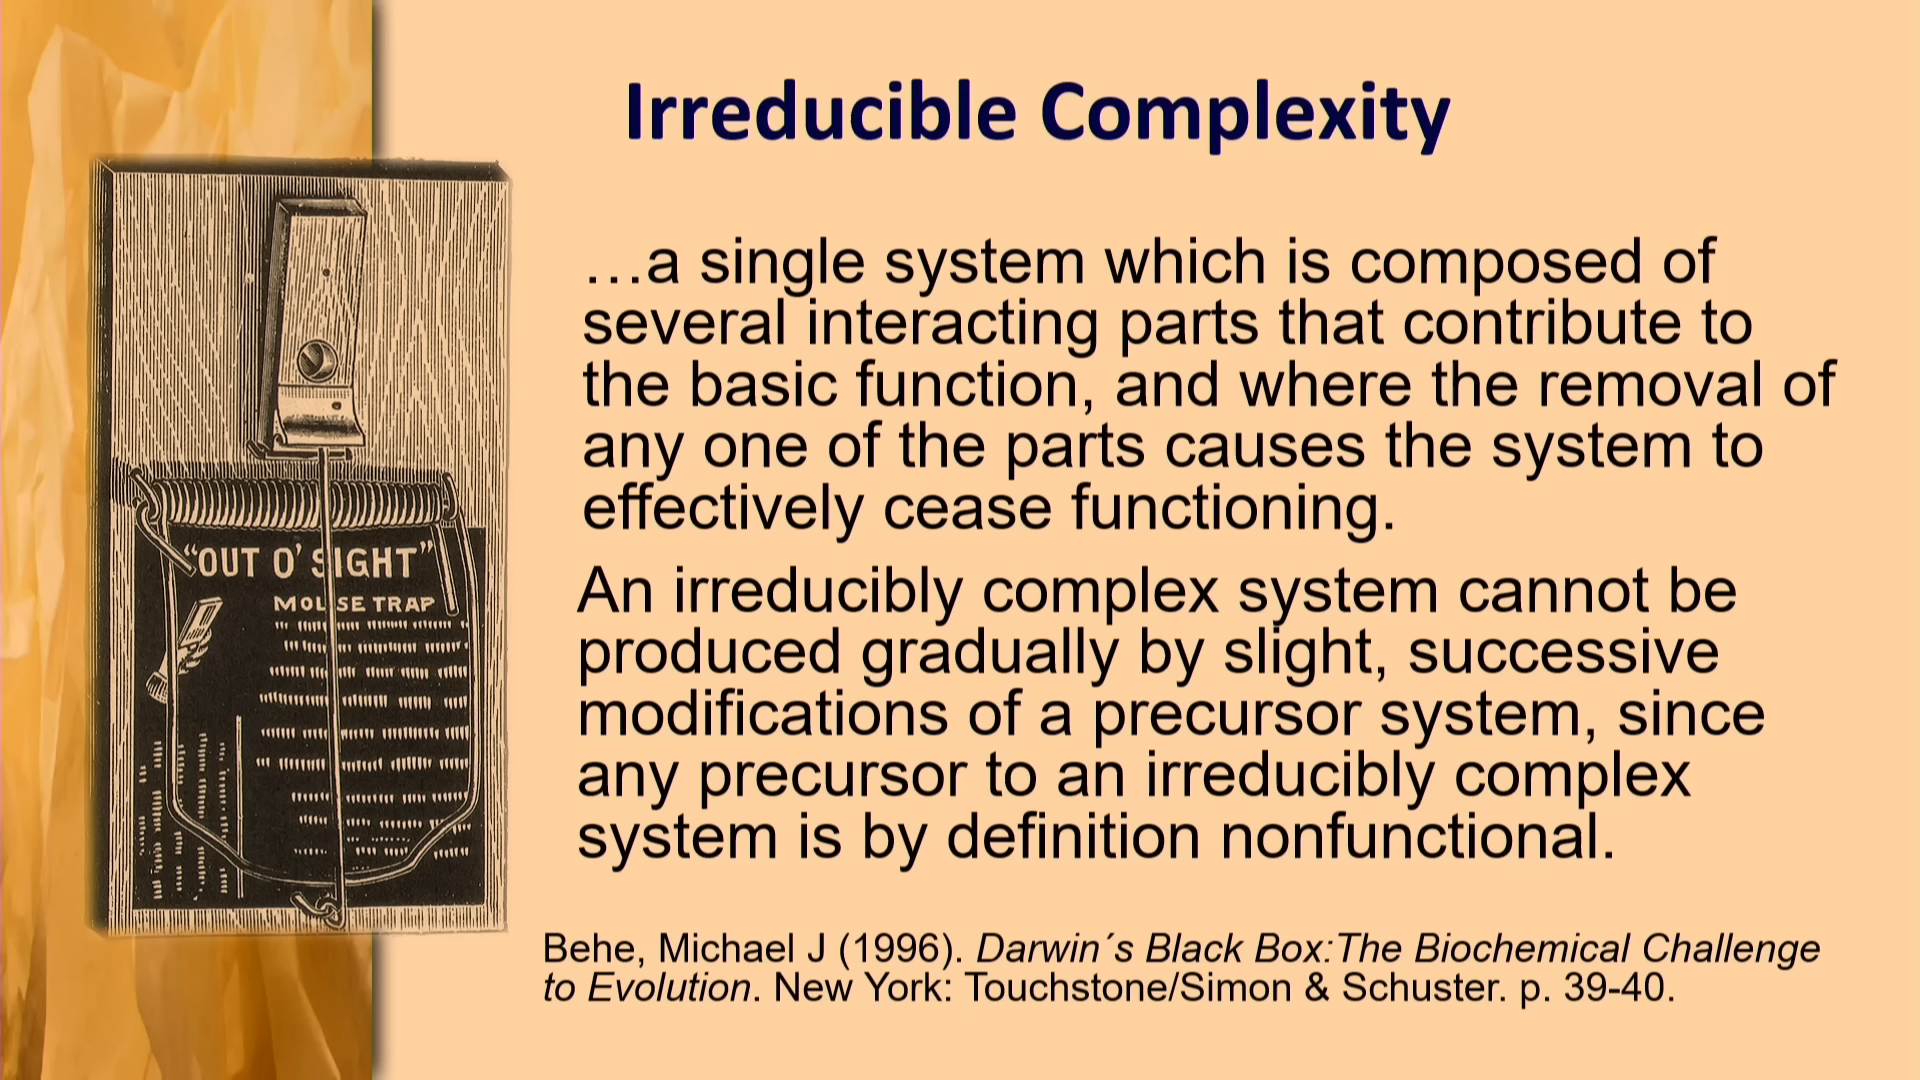 Irreducible Complexity
…a single system which is composed of
several interacting parts that contribute to
the basic function, and where the removal of
any one of the parts causes the system to
effectively cease functioning.
An irreducibly complex system cannot be
produced gradually by slight, successive
modifications of a precursor system, since
any precursor to an irreducibly complex
system is by definition nonfunctional.
Behe, Michael J (1996). Darwin´s Black Box:The Biochemical Challenge
to Evolution. New York: Touchstone/Simon & Schuster. p. 39-40.
"OUT O' SIGHT"
MOUSE TRAP